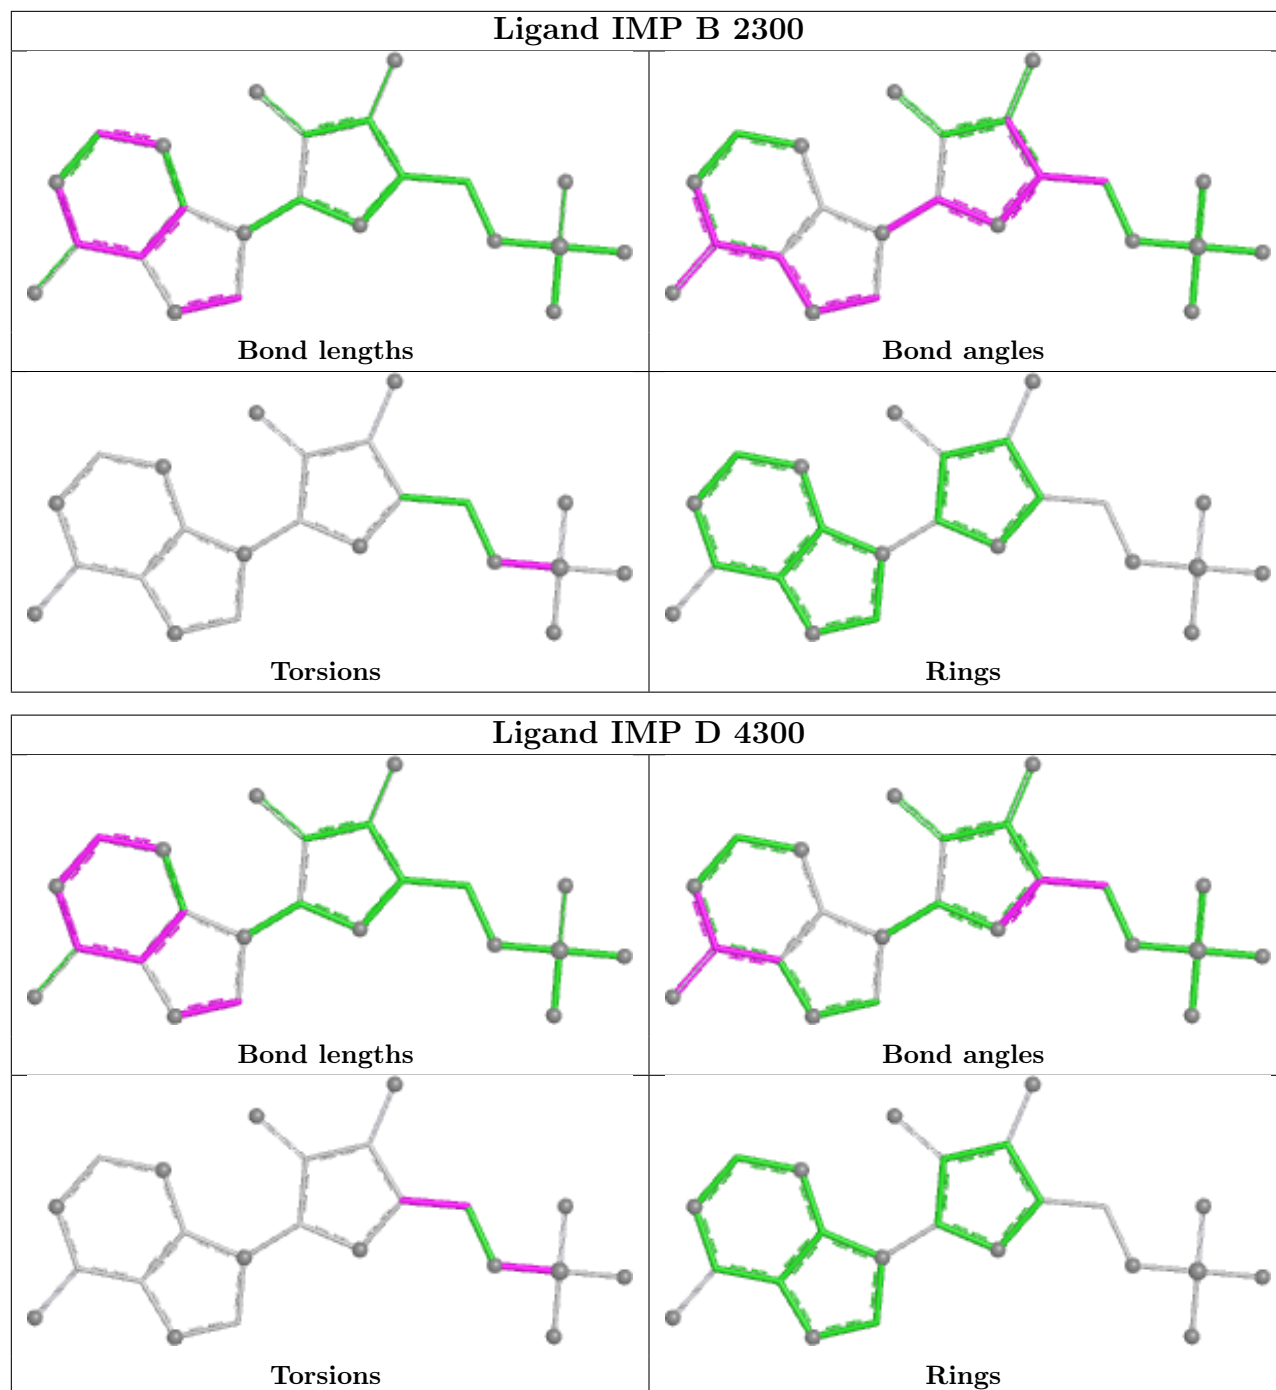 Ligand IMP B 2300
Bond lengths
Bond angles
Torsions
Rings
Ligand IMP D 4300
Bond lengths
Bond angles
Torsions
Rings